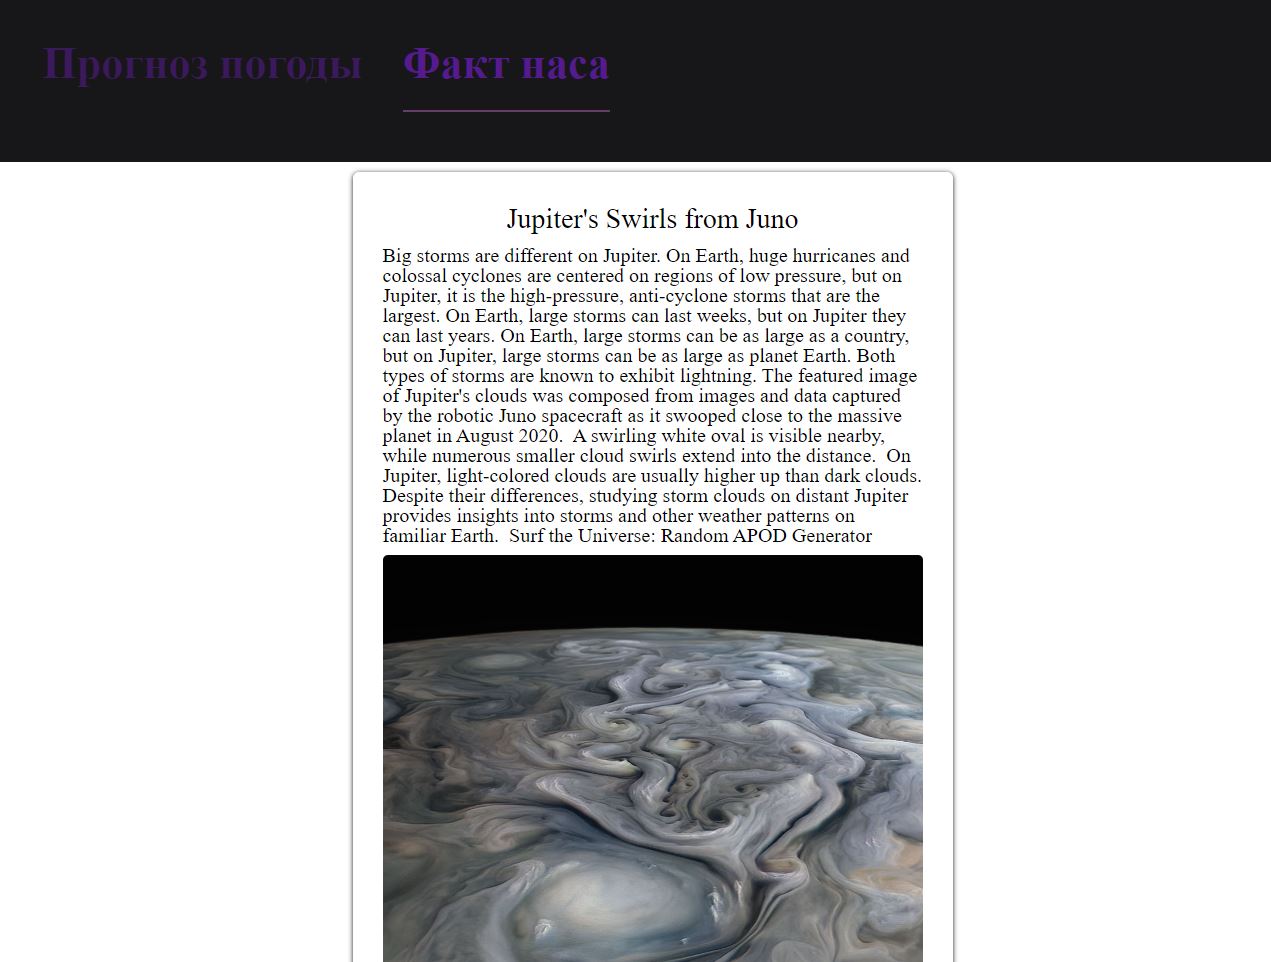 Прогноз погоды Факт наса
Jupiter's Swirls from Juno
Big storms are different on Jupiter. On Earth, huge hurricanes and
colossal cyclones are centered on regions of low pressure, but on
Jupiter, it is the high-pressure, anti-cyclone storms that are the
largest. On Earth, large storms can last weeks, but on Jupiter they
can last years. On Earth, large storms can be as large as a country,
but on Jupiter, large storms can be as large as planet Earth. Both
types of storms are known to exhibit lightning. The featured image
of Jupiter's clouds was composed from images and data captured
by the robotic Juno spacecraft as it swooped close to the massive
planet in August 2020.  A swirling white oval is visible nearby,
while numerous smaller cloud swirls extend into the distance.  On
Jupiter, light-colored clouds are usually higher up than dark clouds.
Despite their differences, studying storm clouds on distant Jupiter
provides insights into storms and other weather patterns on
familiar Earth.  Surf the Universe: Random APOD Generator